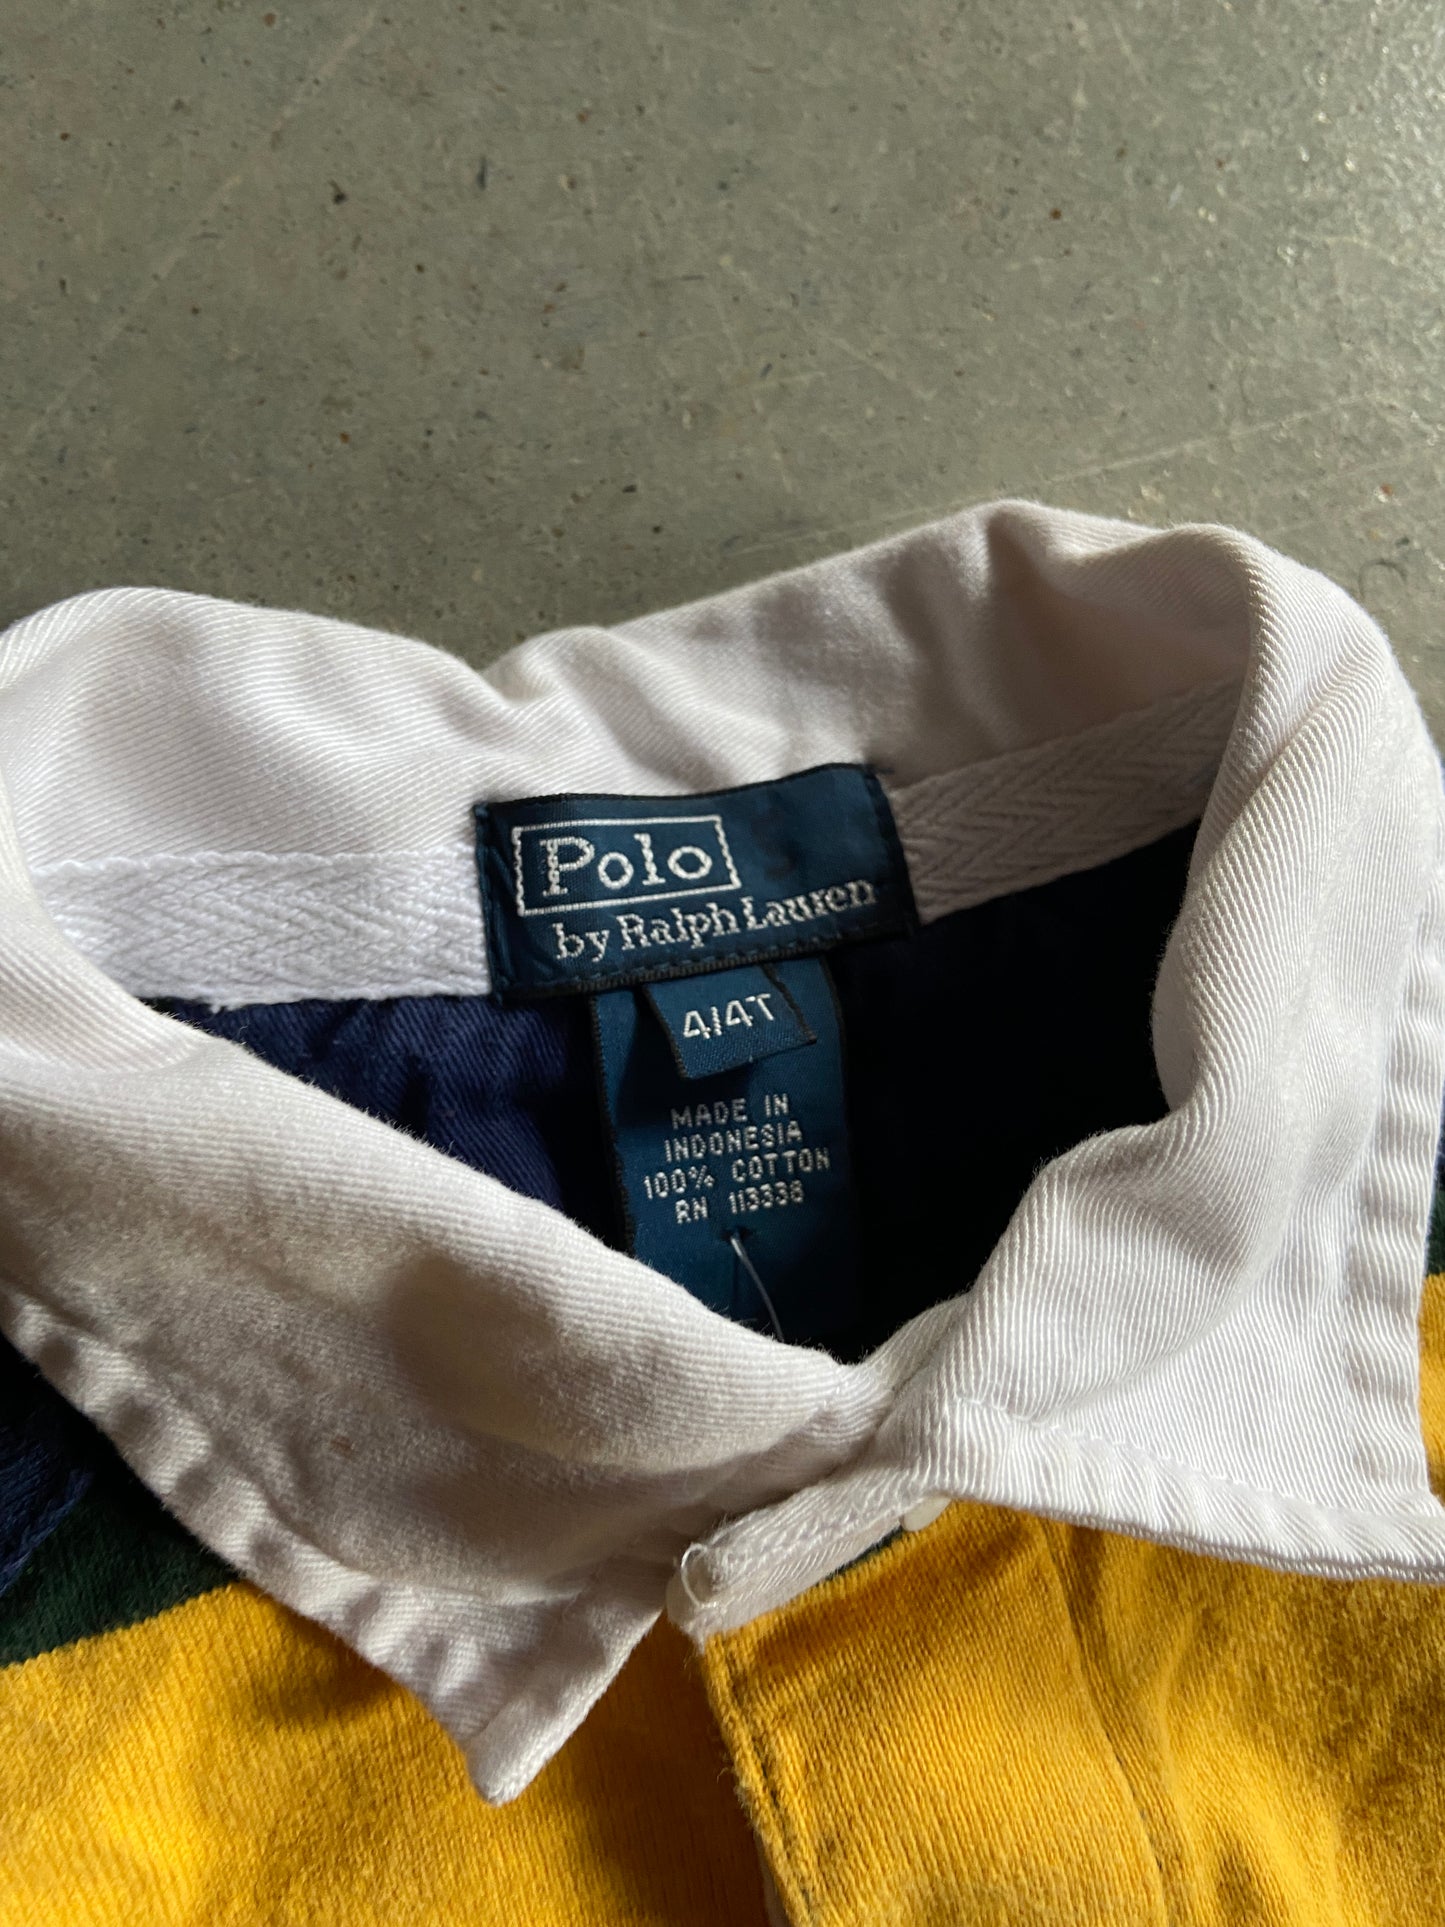 Polo
by Ralph Lauren
4/4T
MADE IN
INDONESIA
100% COTTON
RN 113338